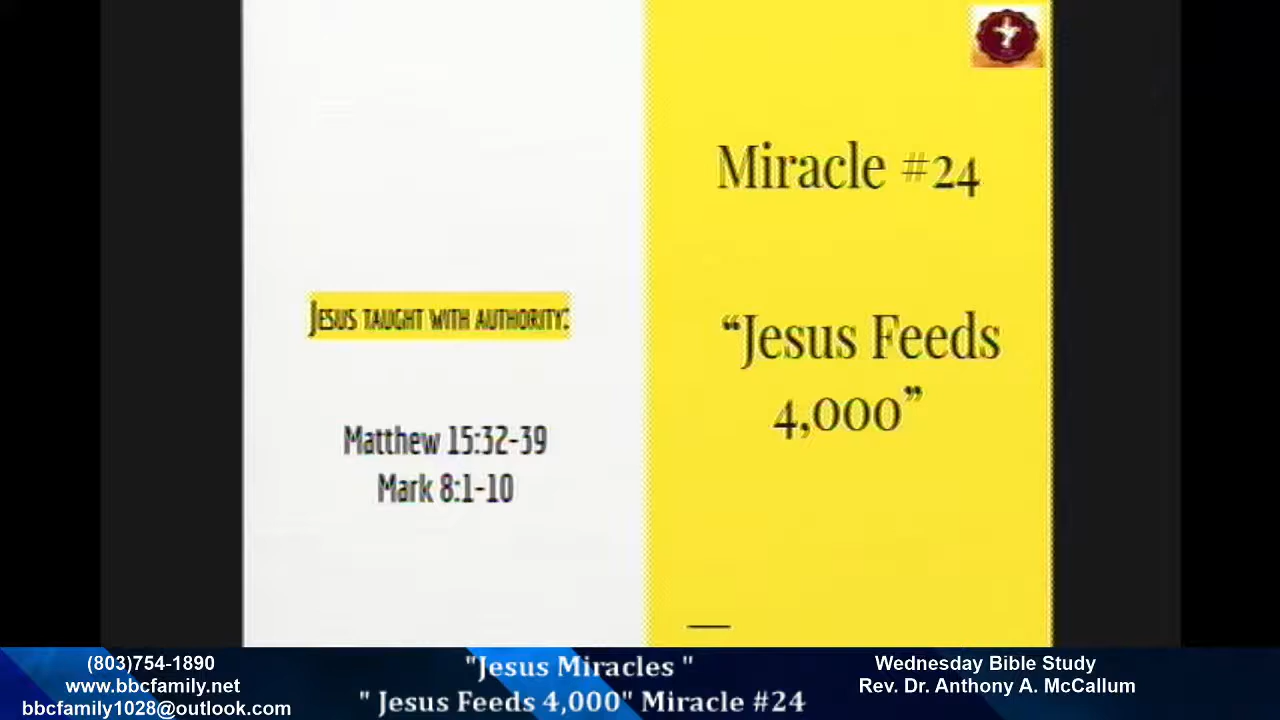 Jesus taught with authority:
Matthew 15:32-39
Mark 8:1-10
Miracle #24
“Jesus Feeds
4,000”
(803)754-1890
www.bbcfamily.net
bbcfamily1028@outlook.com
"Jesus Miracles "
" Jesus Feeds 4,000" Miracle #24
Wednesday Bible Study
Rev. Dr. Anthony A. McCallum